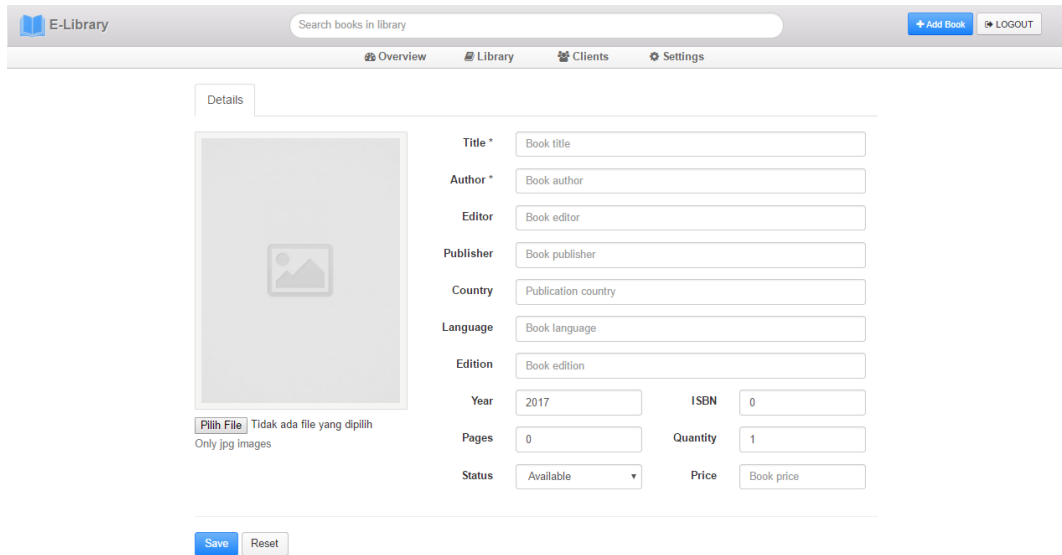 E-Library
Search books in library
Add Book
LOGOUT
Overview Library Clients Settings
Details
Title * Book title
Author * Book author
Editor Book editor
Publisher Book publisher
Country Publication country
Language Book language
Edition Book edition
Year 2017 ISBN 0
Pilih File Tidak ada file yang dipilih
Only jpg images
Pages 0 Quantity 1
Status Available Price Book price
Save Reset